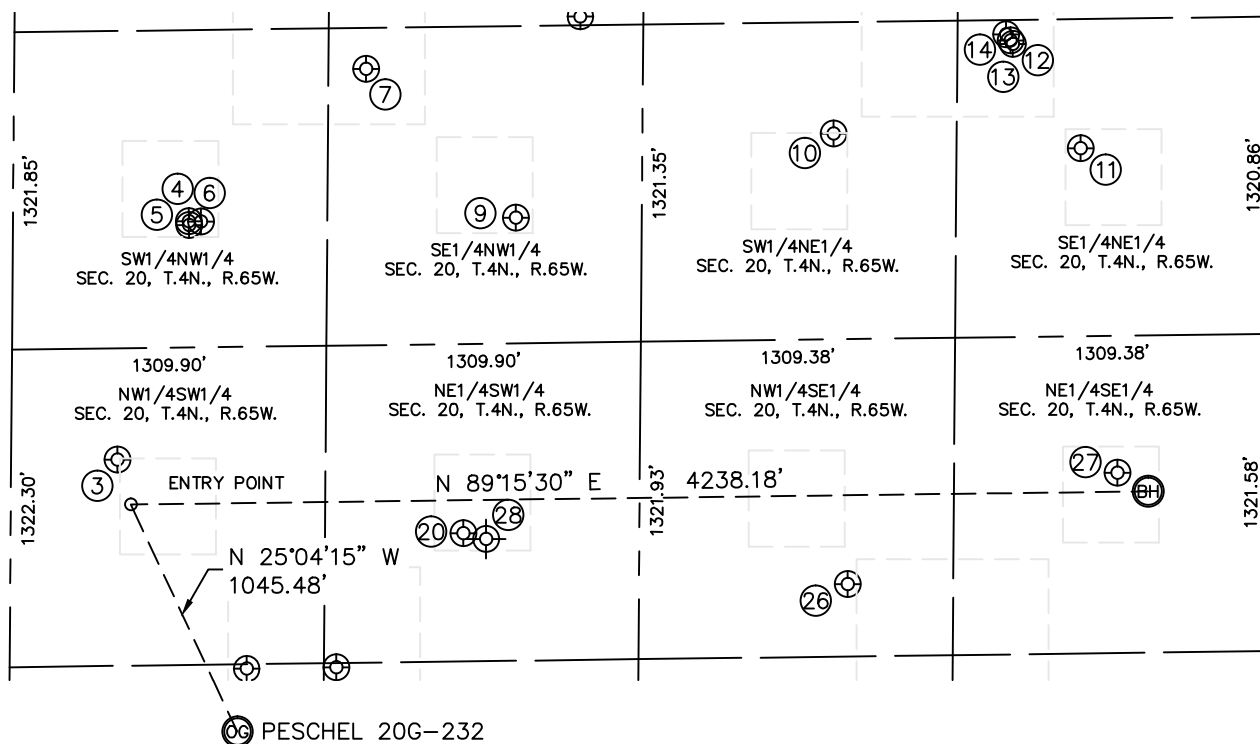 14
12
7
13
10
11
1321.85'
1321.35'
1320.86'
4
6
5
9
SW1/4NW1/4
SEC. 20, T.4N., R.65W.
SE1/4NW1/4
SEC. 20, T.4N., R.65W.
SW1/4NE1/4
SEC. 20, T.4N., R.65W.
SE1/4NE1/4
SEC. 20, T.4N., R.65W.
1309.90'
1309.90'
1309.38'
1309.38'
NW1/4SW1/4
SEC. 20, T.4N., R.65W.
NE1/4SW1/4
SEC. 20, T.4N., R.65W.
NW1/4SE1/4
SEC. 20, T.4N., R.65W.
NE1/4SE1/4
SEC. 20, T.4N., R.65W.
3
ENTRY POINT
N 89°15'30" E
4238.18'
27
BH
1322.30'
1321.93'
1321.58'
20
28
N 25°04'15" W
1045.48'
26
OG
PESCHEL 20G-232